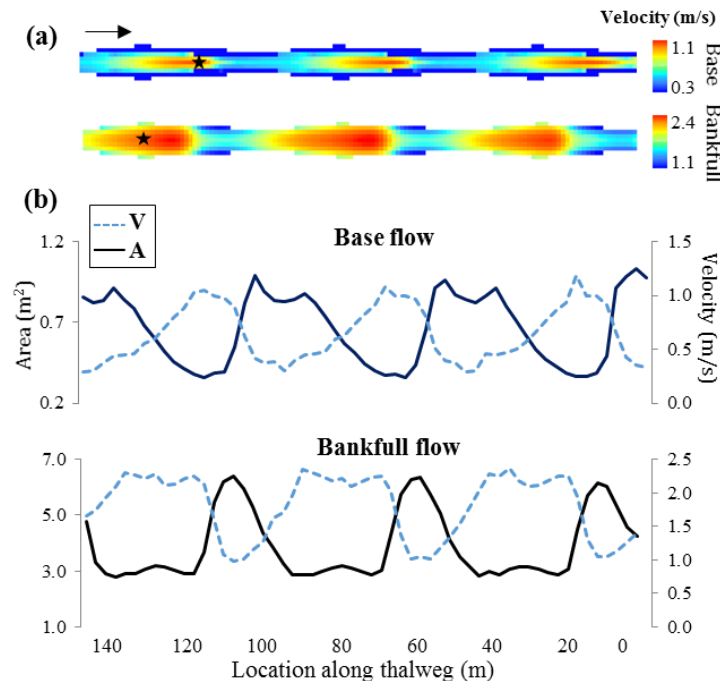 Velocity (m/s)
(a)
1.1
0.3
Base
2.4
1.1
Bankfull
(b)
V
A
Base flow
1.2
0.7
0.2
Area (m²)
1.5
1.0
0.5
0.0
Velocity (m/s)
Bankfull flow
7.0
5.0
3.0
1.0
2.5
2.0
1.5
1.0
0.5
0.0
140 120 100 80 60 40 20 0
Location along thalweg (m)